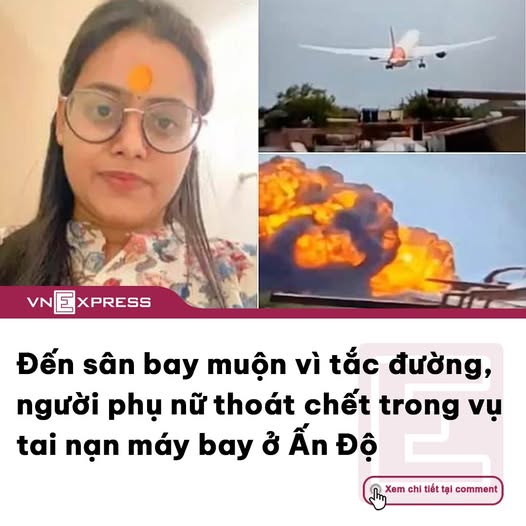 VNEXPRESS
Đến sân bay muộn vì tắc đường,
người phụ nữ thoát chết trong vụ
tai nạn máy bay ở Ấn Độ
Xem chi tiết tại comment